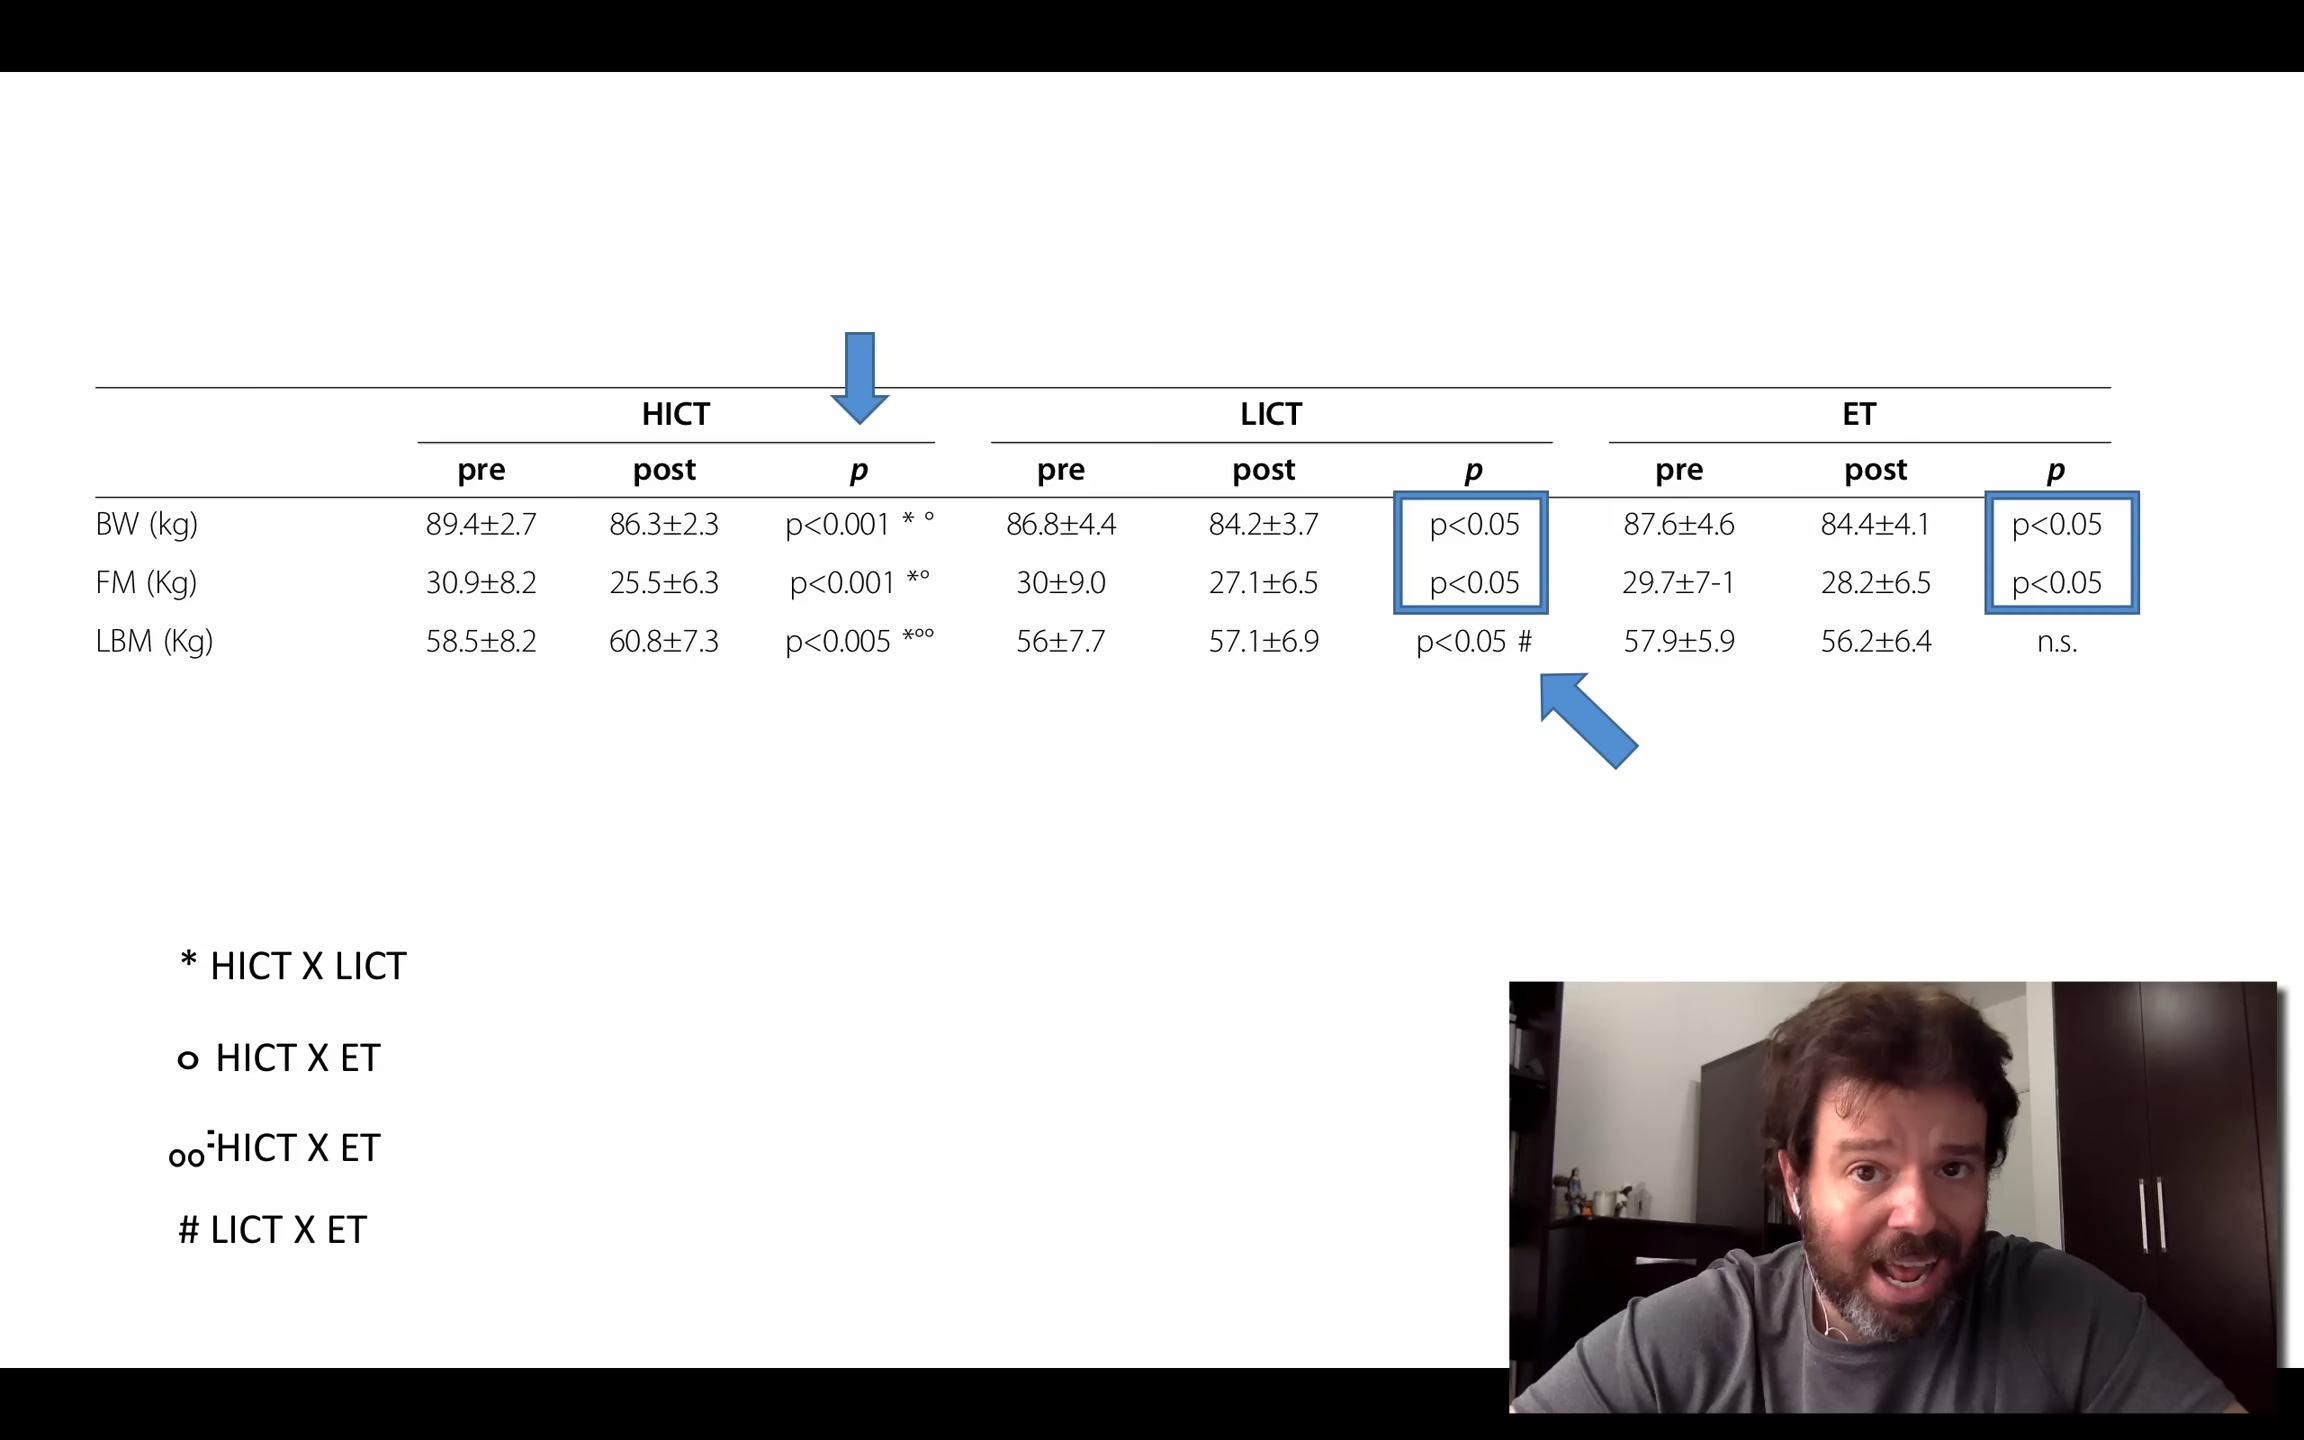 HICT LICT ET
pre post p pre post p pre post p
BW (kg) 89.4±2.7 86.3±2.3 p<0.001 * ° 86.8±4.4 84.2±3.7 p<0.05 87.6±4.6 84.4±4.1 p<0.05
FM (Kg) 30.9±8.2 25.5±6.3 p<0.001 *° 30±9.0 27.1±6.5 p<0.05 29.7±7-1 28.2±6.5 p<0.05
LBM (Kg) 58.5±8.2 60.8±7.3 p<0.005 *°° 56±7.7 57.1±6.9 p<0.05 # 57.9±5.9 56.2±6.4 n.s.
* HICT X LICT
o HICT X ET
oo HICT X ET
# LICT X ET